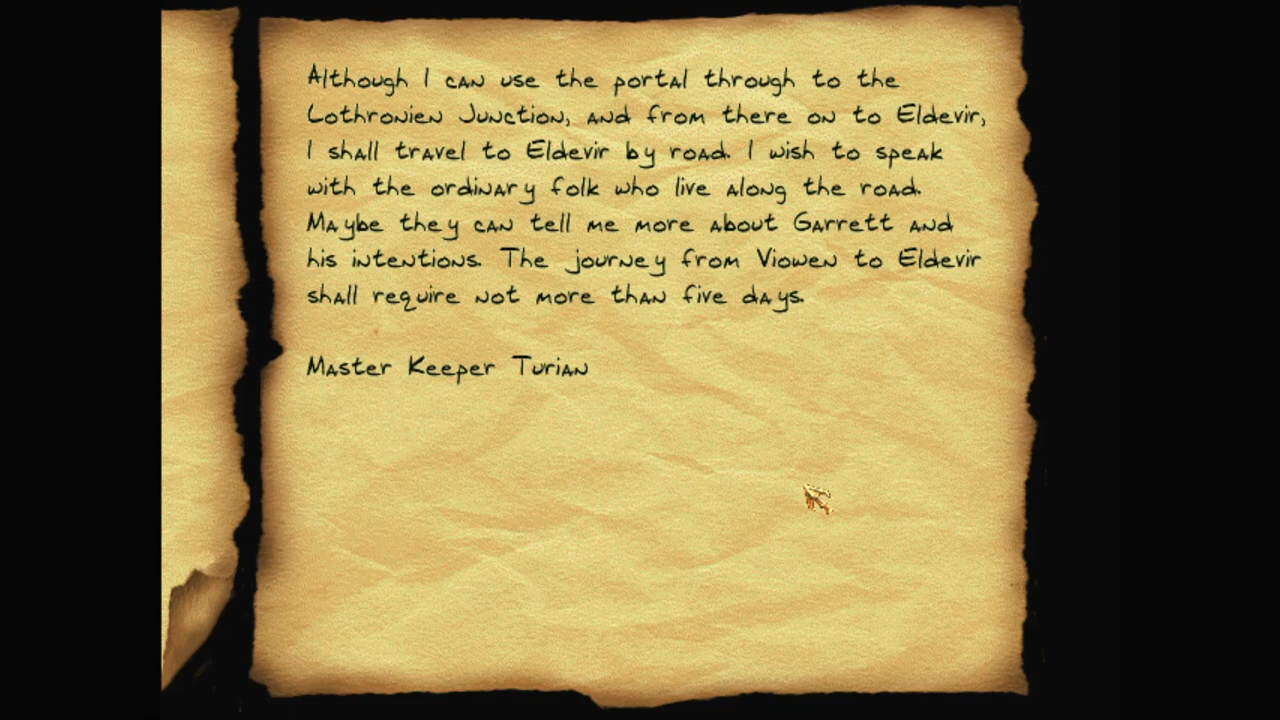 Although I can use the portal through to the
Lothronien Junction, and from there on to Eldevir,
I shall travel to Eldevir by road. I wish to speak
with the ordinary folk who live along the road.
Maybe they can tell me more about Garrett and
his intentions. The journey from Viowen to Eldevir
shall require not more than five days.
Master Keeper Turian